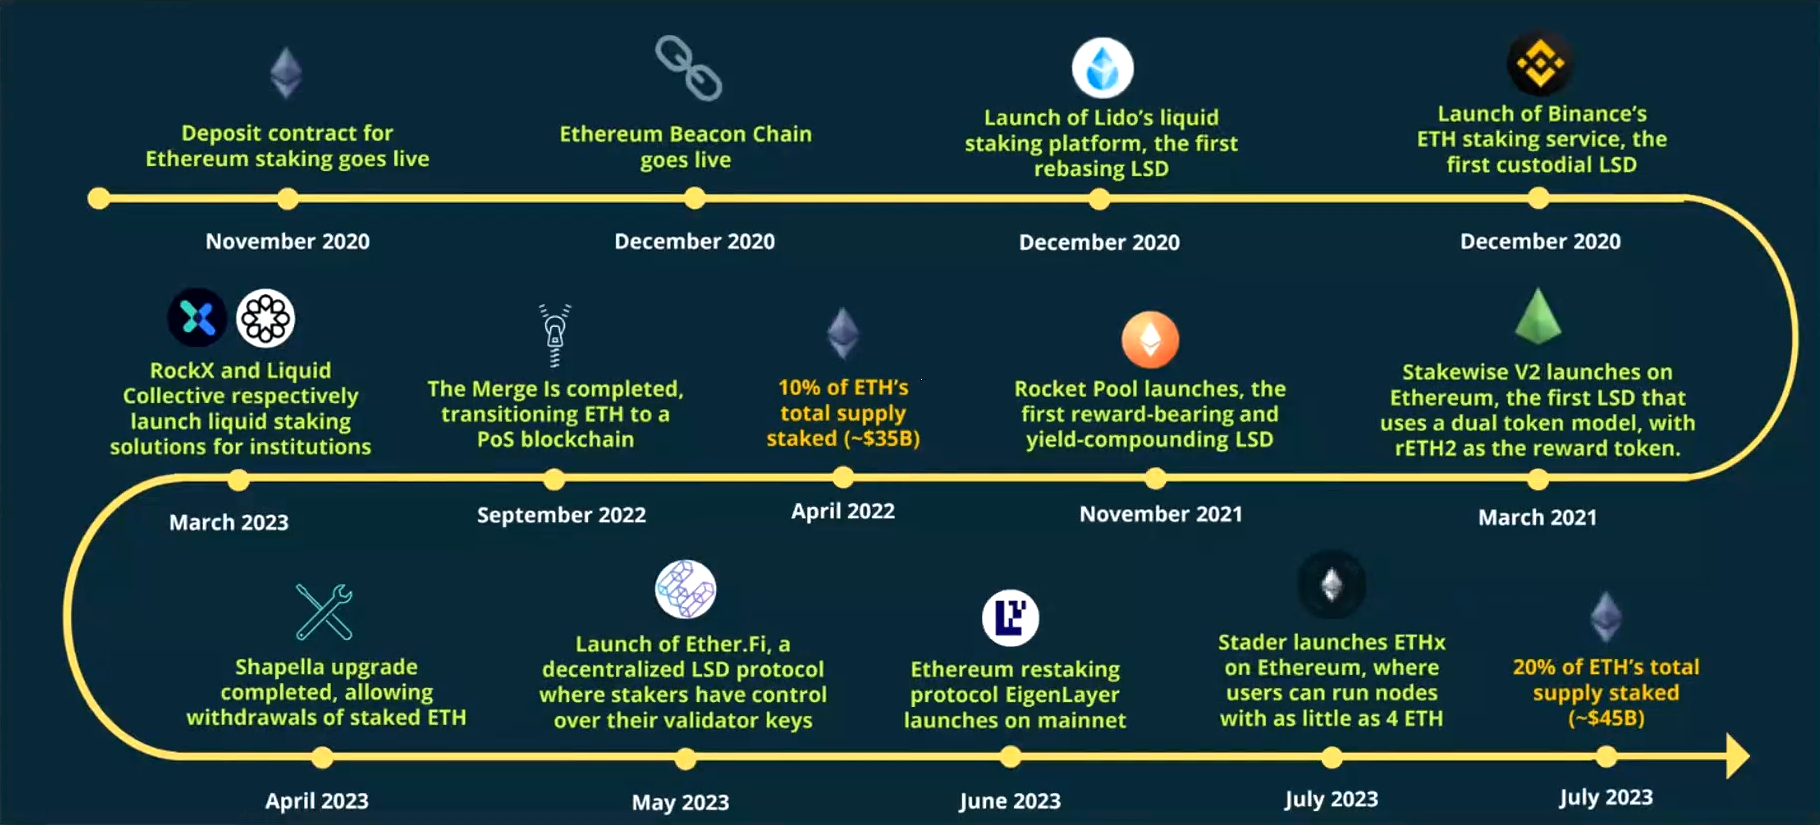 Deposit contract for
Ethereum staking goes live
November 2020
Ethereum Beacon Chain
goes live
December 2020
Launch of Lido’s liquid
staking platform, the first
rebasing LSD
December 2020
Launch of Binance’s
ETH staking service, the
first custodial LSD
December 2020
Stakewise V2 launches on
Ethereum, the first LSD that
uses a dual token model, with
rETH2 as the reward token.
March 2021
Rocket Pool launches, the
first reward-bearing and
yield-compounding LSD
November 2021
10% of ETH’s
total supply
staked (~$35B)
April 2022
The Merge Is completed,
transitioning ETH to a
PoS blockchain
September 2022
RockX and Liquid
Collective respectively
launch liquid staking
solutions for institutions
March 2023
Shapella upgrade
completed, allowing
withdrawals of staked ETH
April 2023
Launch of Ether.Fi, a
decentralized LSD protocol
where stakers have control
over their validator keys
May 2023
Ethereum restaking
protocol EigenLayer
launches on mainnet
June 2023
Stader launches ETHx
on Ethereum, where
users can run nodes
with as little as 4 ETH
July 2023
20% of ETH’s total
supply staked
(~$45B)
July 2023